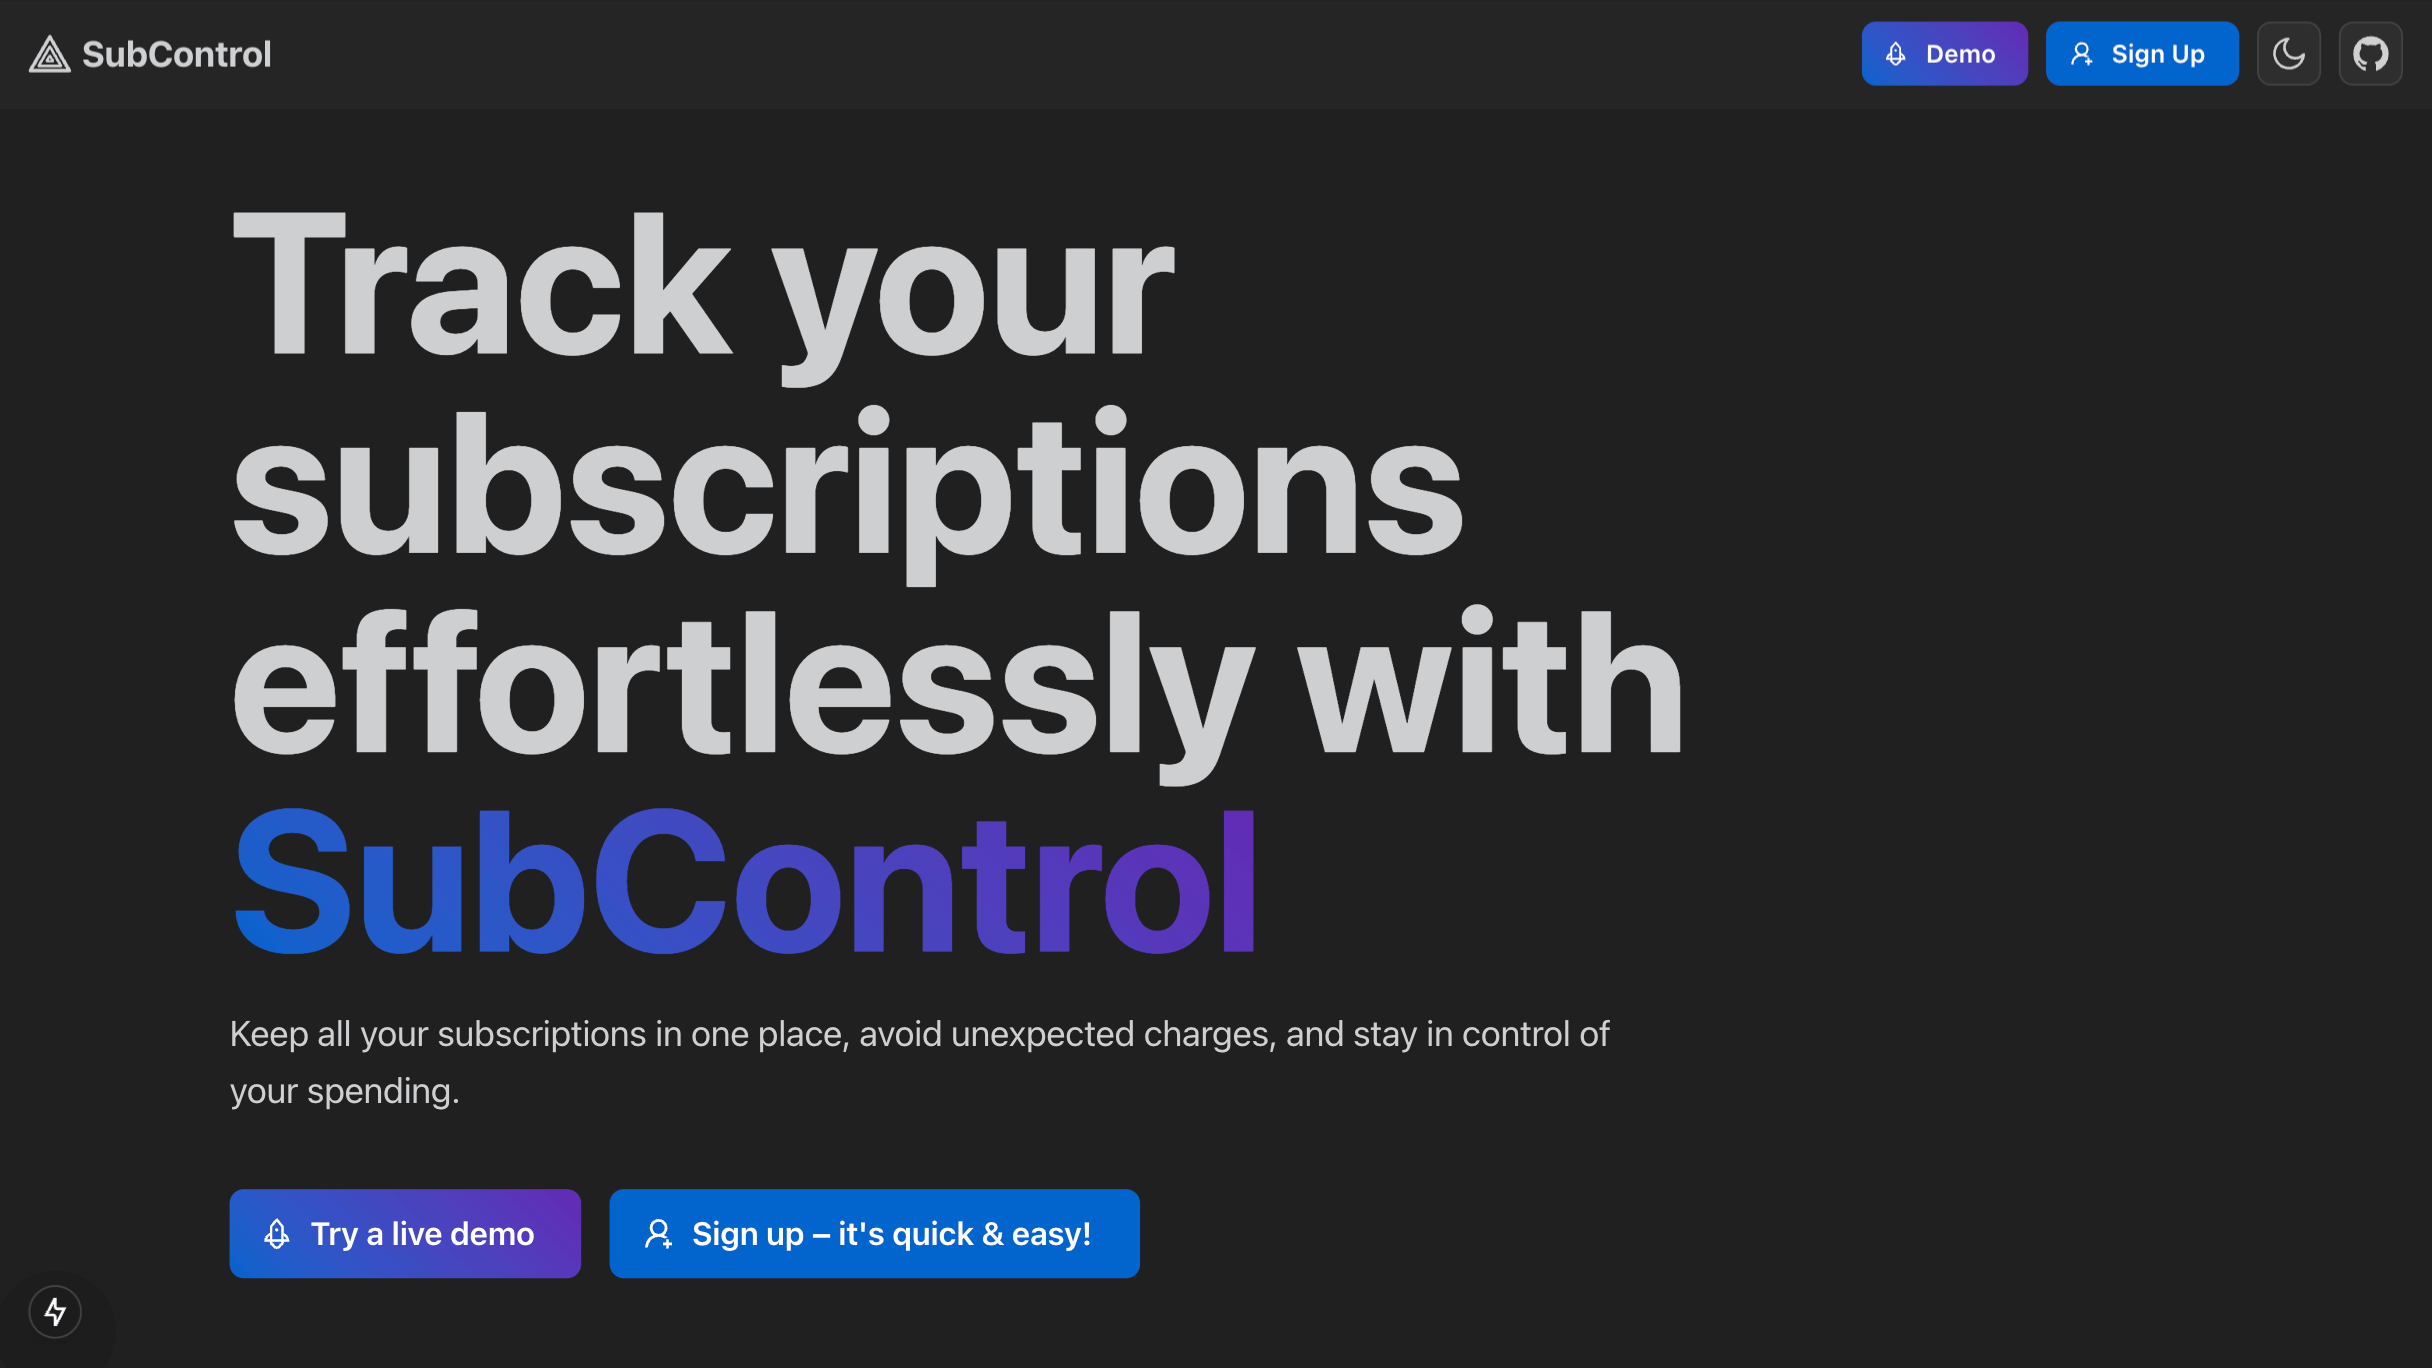 SubControl
Demo
Sign Up
Track your
subscriptions
effortlessly with
SubControl
Keep all your subscriptions in one place, avoid unexpected charges, and stay in control of
your spending.
Try a live demo
Sign up – it's quick & easy!